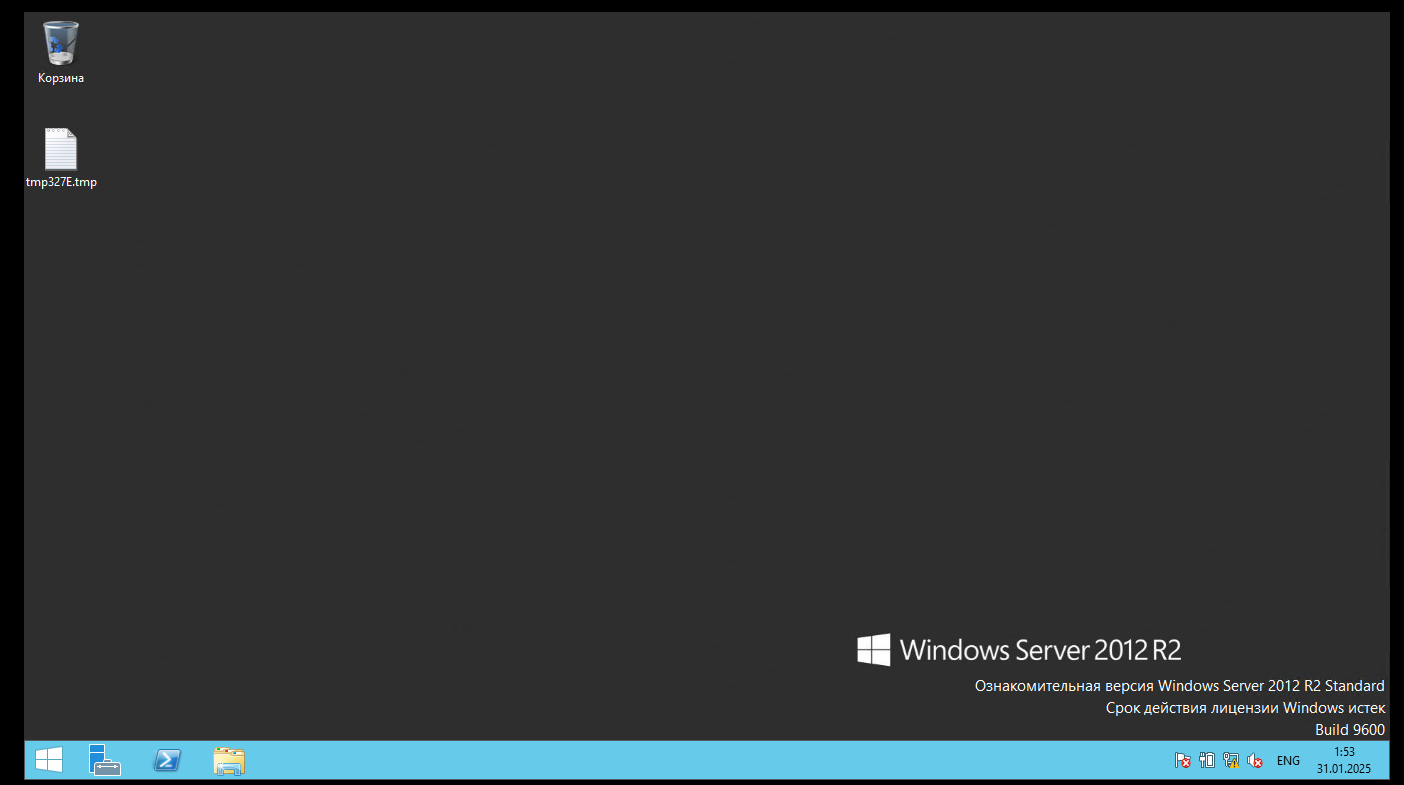 Корзина
tmp327E.tmp
Windows Server 2012 R2
Ознакомительная версия Windows Server 2012 R2 Standard
Срок действия лицензии Windows истек
Build 9600
ENG
1:53
31.01.2025